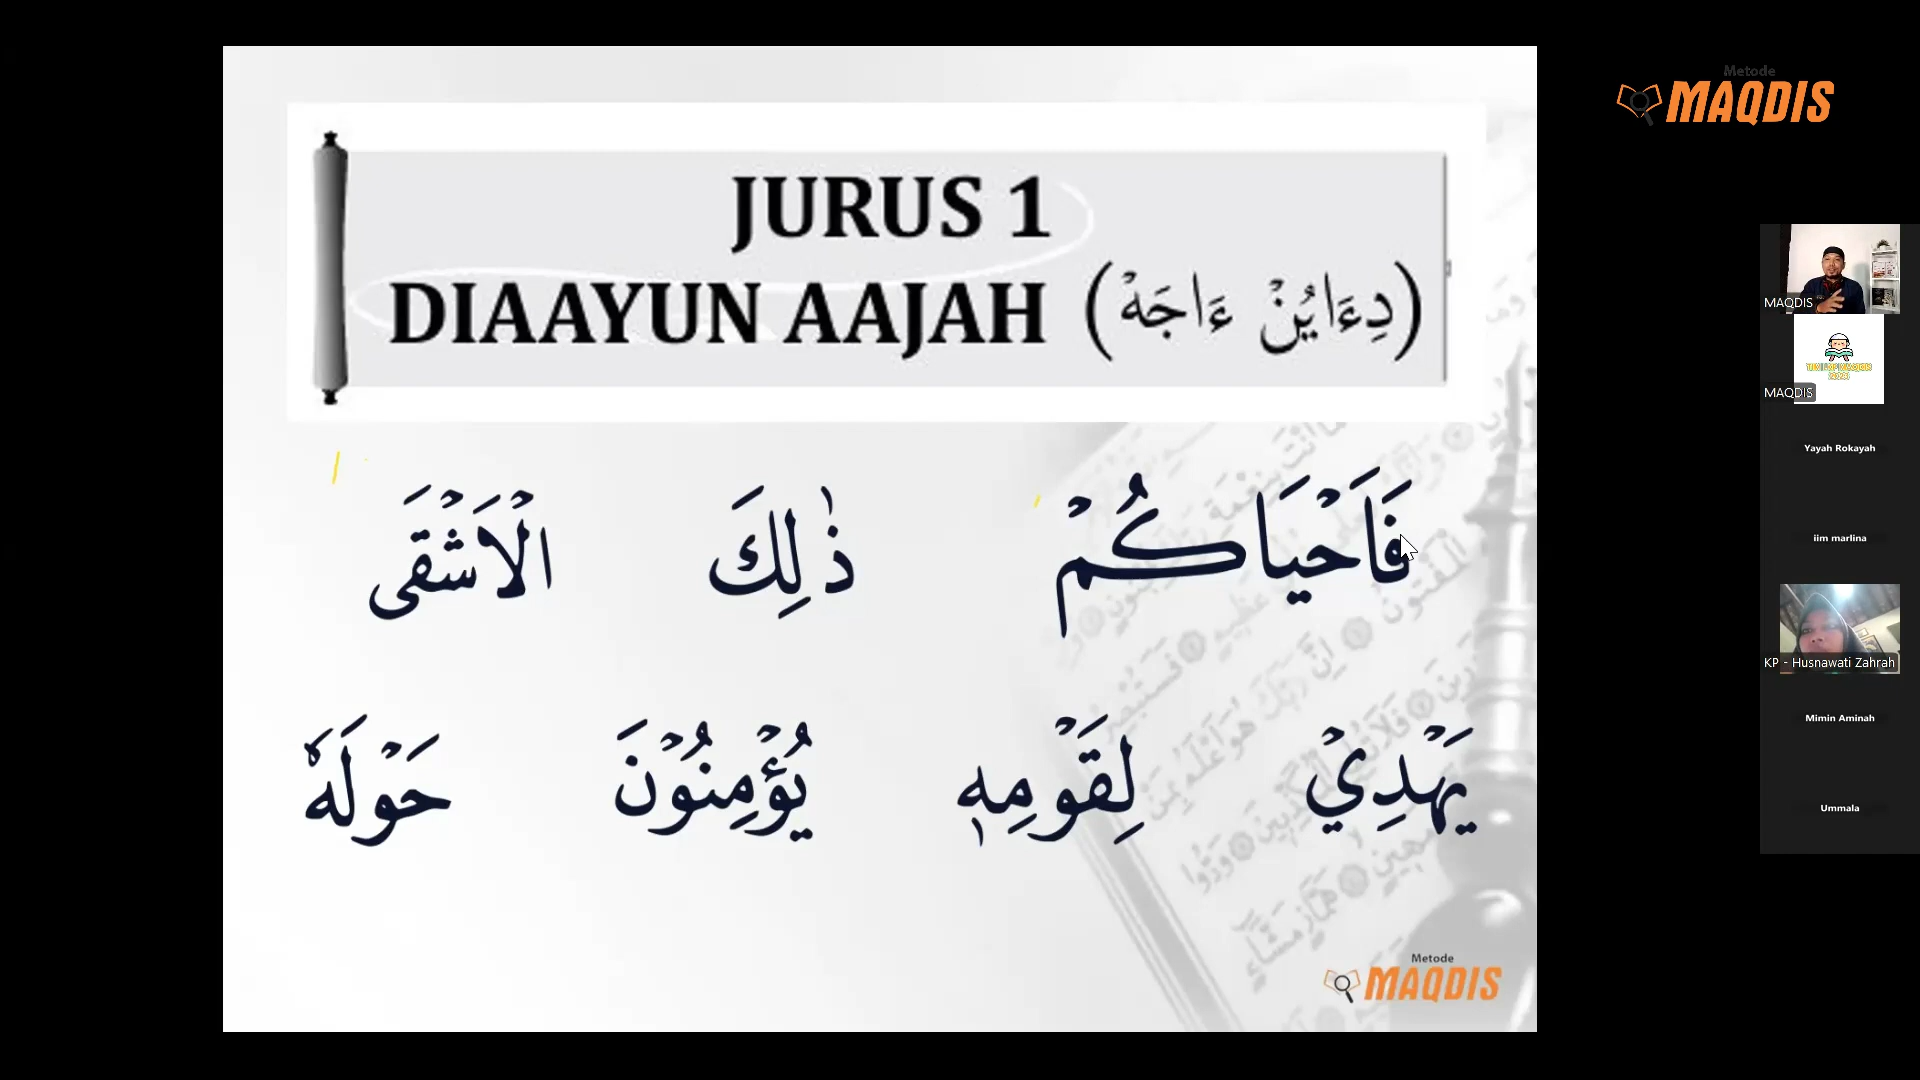 Metode
MAQDIS
JURUS 1
DIAAYUN AAJAH (دِءَايُنْ ءَاجَهْ)
فَاَحْيَاكُمْ ذٰلِكَ الْاَشْقَى
يَهْدِيْ لِقَوْمِهٖ يُؤْمِنُوْنَ حَوْلَهٗ
Metode
MAQDIS
MAQDIS
MAQDIS
Yayah Rokayah
iim marlina
KP - Husnawati Zahrah
Mimin Aminah
Ummala